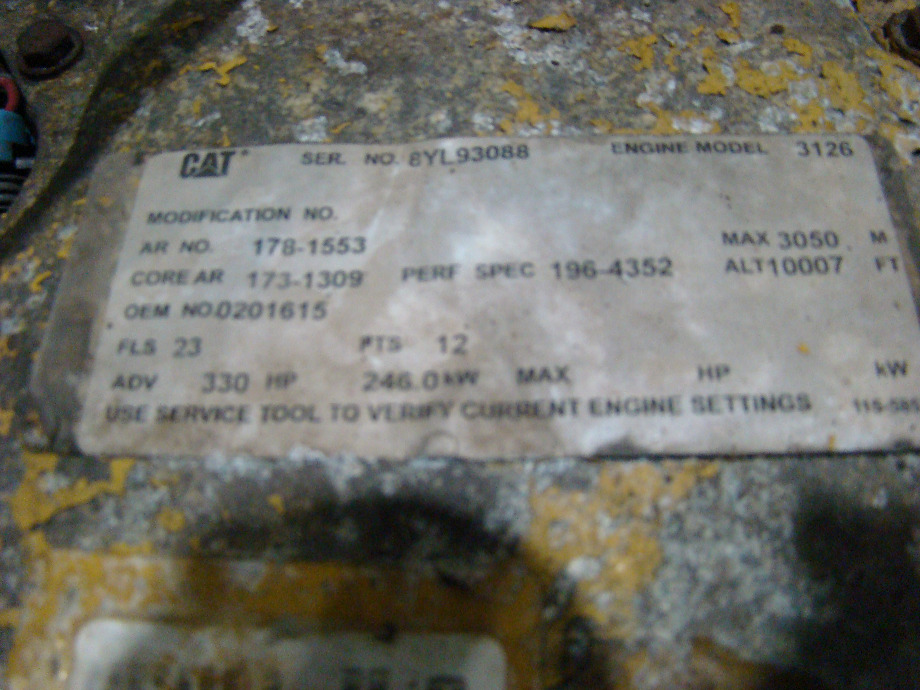 CAT SER. NO. 8YL93088 ENGINE MODEL 3126
MODIFICATION NO.
AR NO. 178-1553 MAX 3050 M
CORE AR 173-1309 PERF SPEC 196-4352 ALT 10007 FT
OEM NO. 0201615
FLS 23 FTS 12
ADV 330 HP 246.0 kW MAX HP kW
USE SERVICE TOOL TO VERIFY CURRENT ENGINE SETTINGS